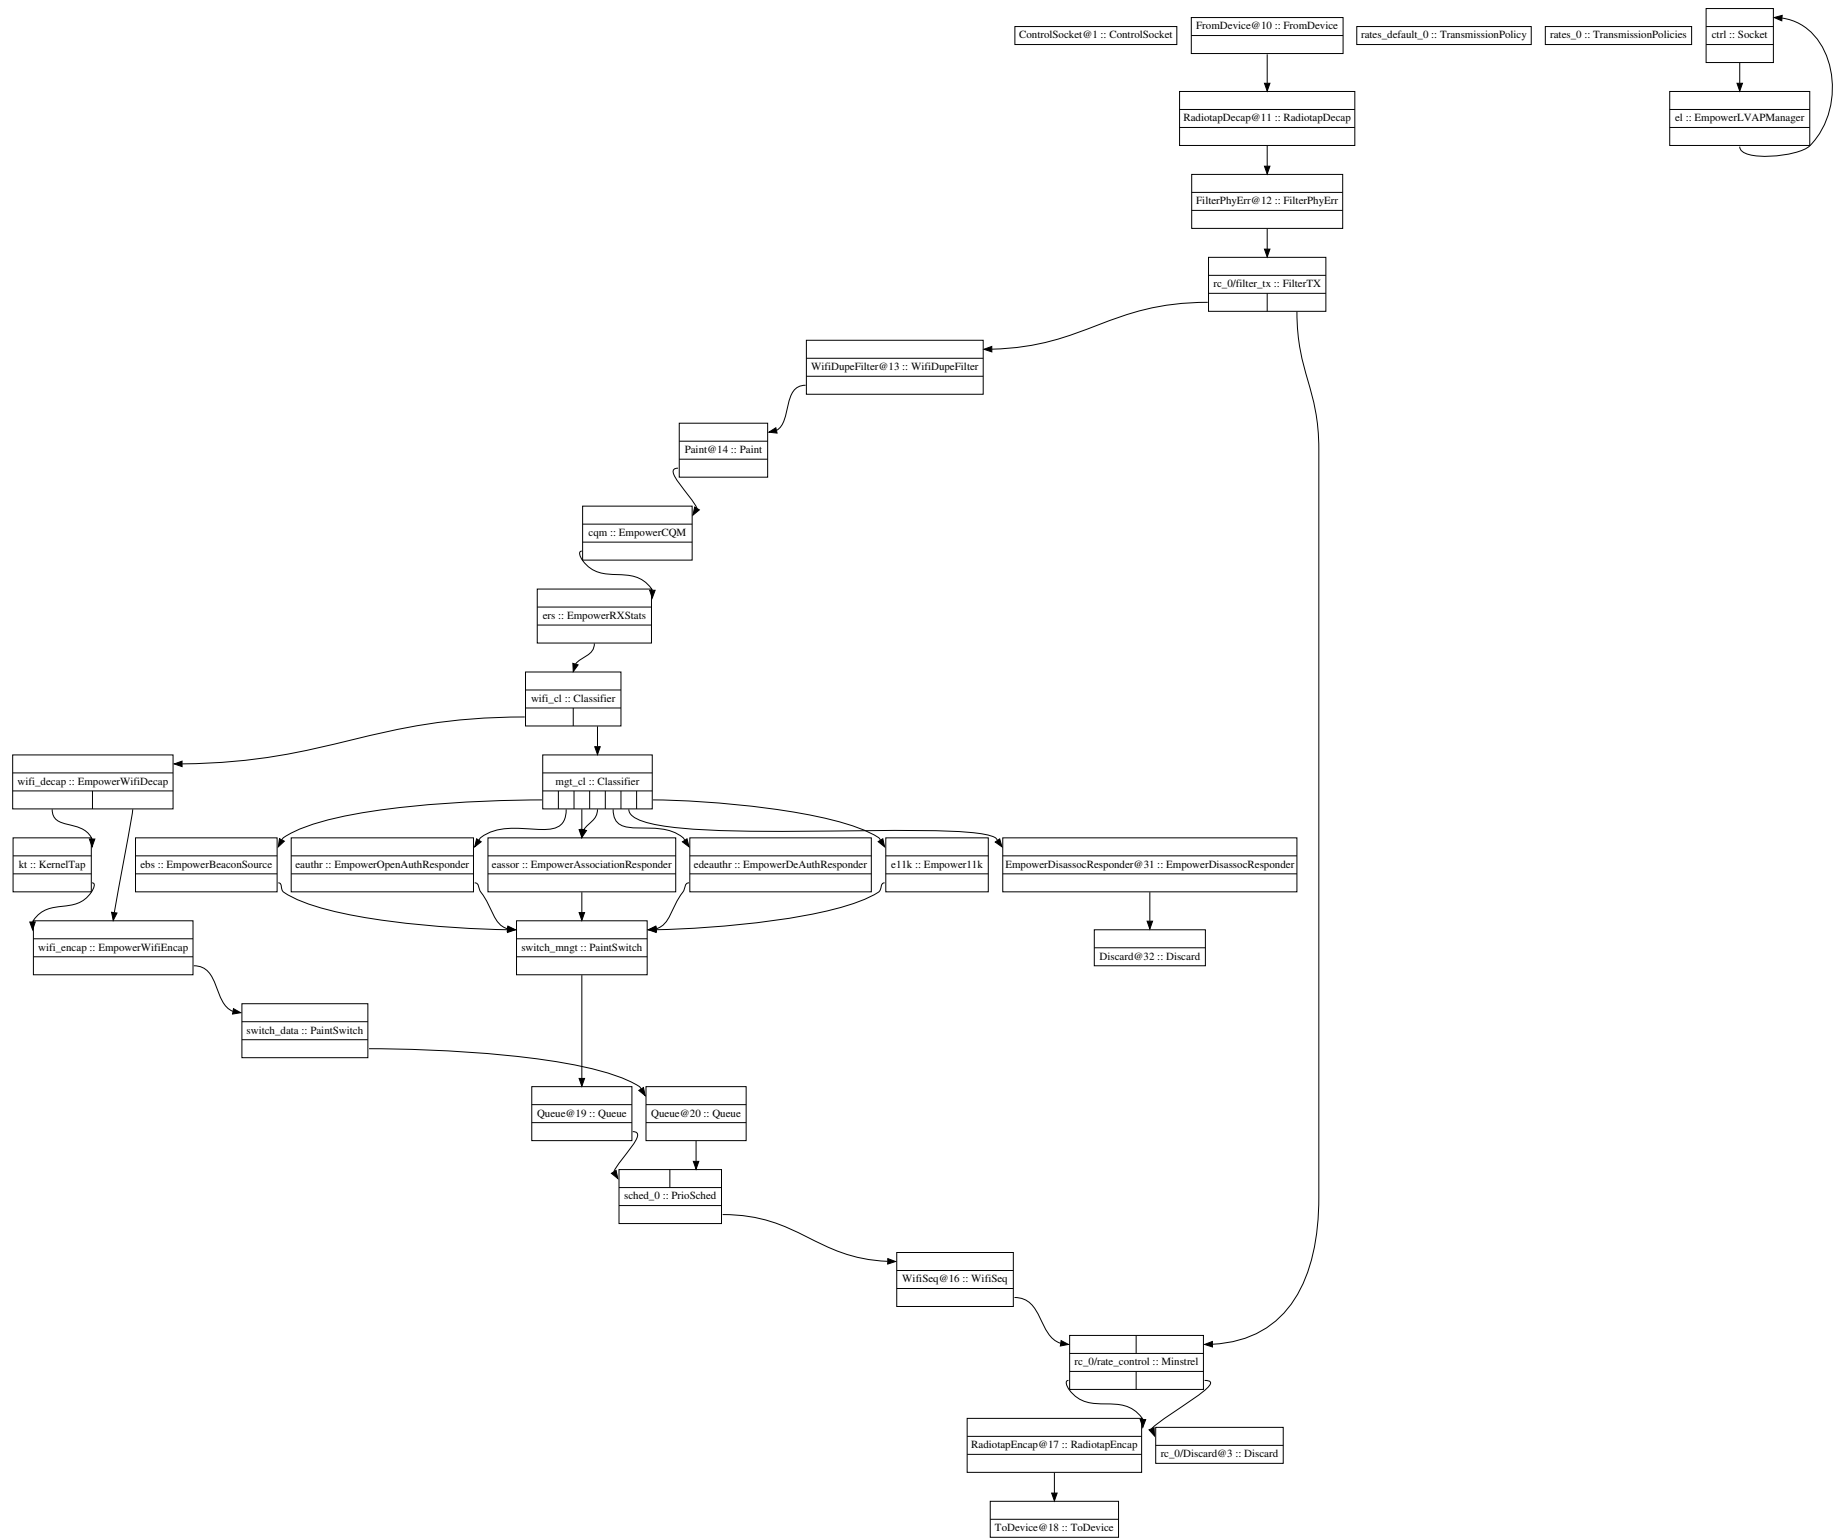 ControlSocket@1 :: ControlSocket
FromDevice@10 :: FromDevice
rates_default_0 :: TransmissionPolicy
rates_0 :: TransmissionPolicies
ctrl :: Socket
RadiotapDecap@11 :: RadiotapDecap
el :: EmpowerLVAPManager
FilterPhyErr@12 :: FilterPhyErr
rc_0/filter_tx :: FilterTX
WifiDupeFilter@13 :: WifiDupeFilter
Paint@14 :: Paint
cqm :: EmpowerCQM
ers :: EmpowerRXStats
wifi_cl :: Classifier
wifi_decap :: EmpowerWifiDecap
mgt_cl :: Classifier
kt :: KernelTap
ebs :: EmpowerBeaconSource
eauthr :: EmpowerOpenAuthResponder
eassor :: EmpowerAssociationResponder
edeauthr :: EmpowerDeAuthResponder
e11k :: Empower11k
EmpowerDisassocResponder@31 :: EmpowerDisassocResponder
wifi_encap :: EmpowerWifiEncap
switch_mngt :: PaintSwitch
Discard@32 :: Discard
switch_data :: PaintSwitch
Queue@19 :: Queue
Queue@20 :: Queue
sched_0 :: PrioSched
WifiSeq@16 :: WifiSeq
rc_0/rate_control :: Minstrel
RadiotapEncap@17 :: RadiotapEncap
rc_0/Discard@3 :: Discard
ToDevice@18 :: ToDevice